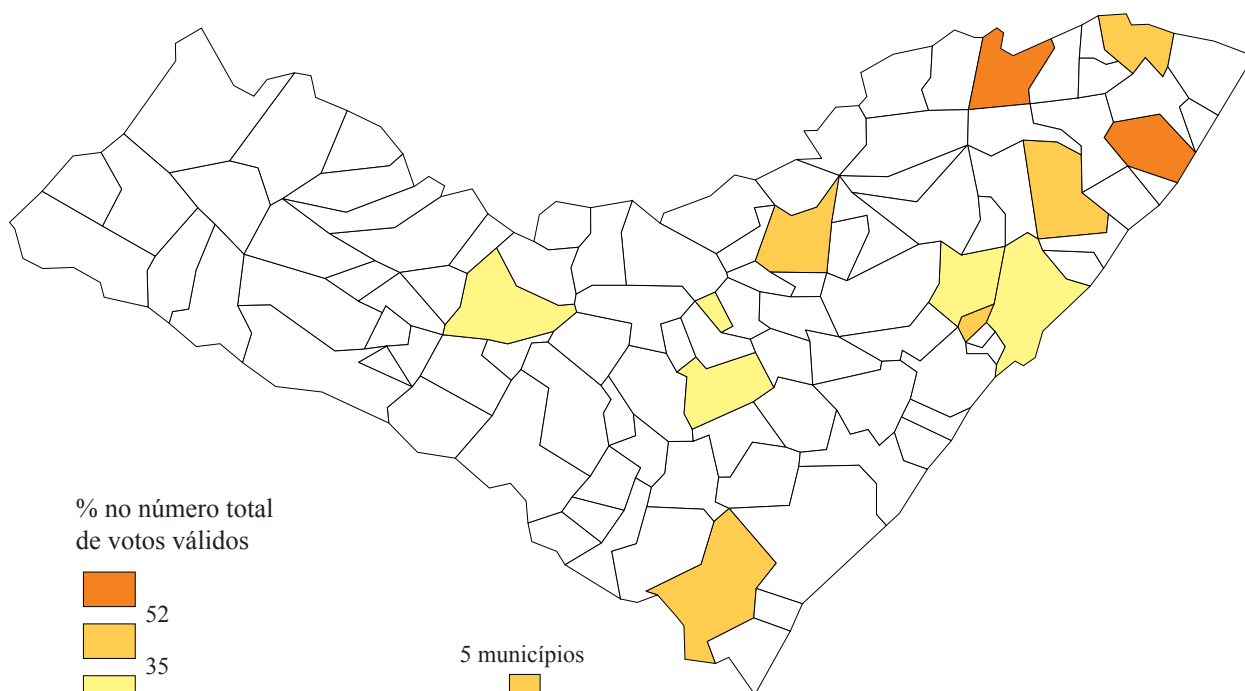 % no número total
de votos válidos
52
35
5 municípios